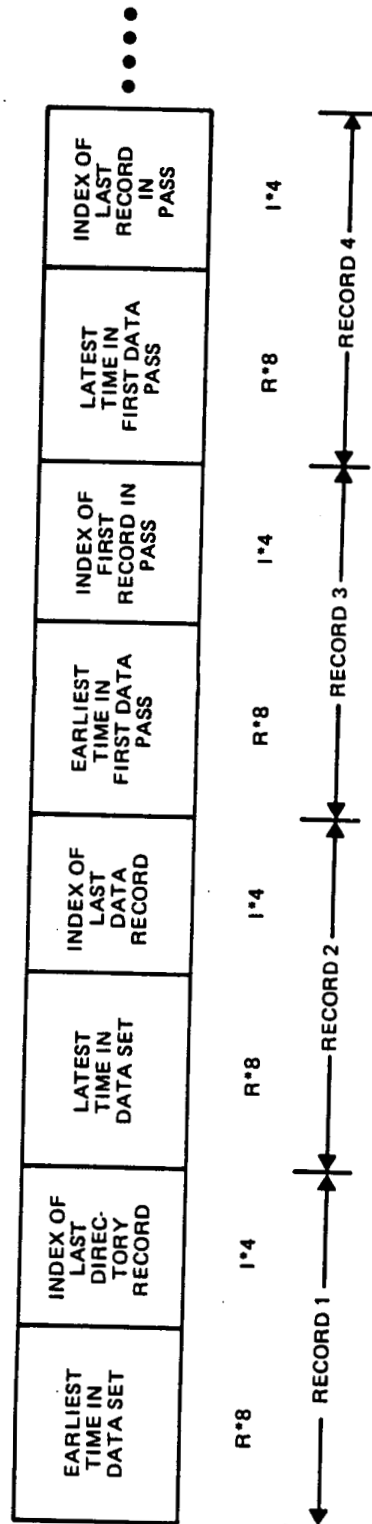 EARLIEST
TIME IN
DATA SET
INDEX OF
LAST
DIREC-
TORY
RECORD
LATEST
TIME IN
DATA SET
INDEX OF
LAST
DATA
RECORD
EARLIEST
TIME IN
FIRST DATA
PASS
INDEX OF
FIRST
RECORD IN
PASS
LATEST
TIME IN
FIRST DATA
PASS
INDEX OF
LAST
RECORD
IN
PASS
R*8
I*4
R*8
I*4
R*8
I*4
R*8
I*4
RECORD 1
RECORD 2
RECORD 3
RECORD 4